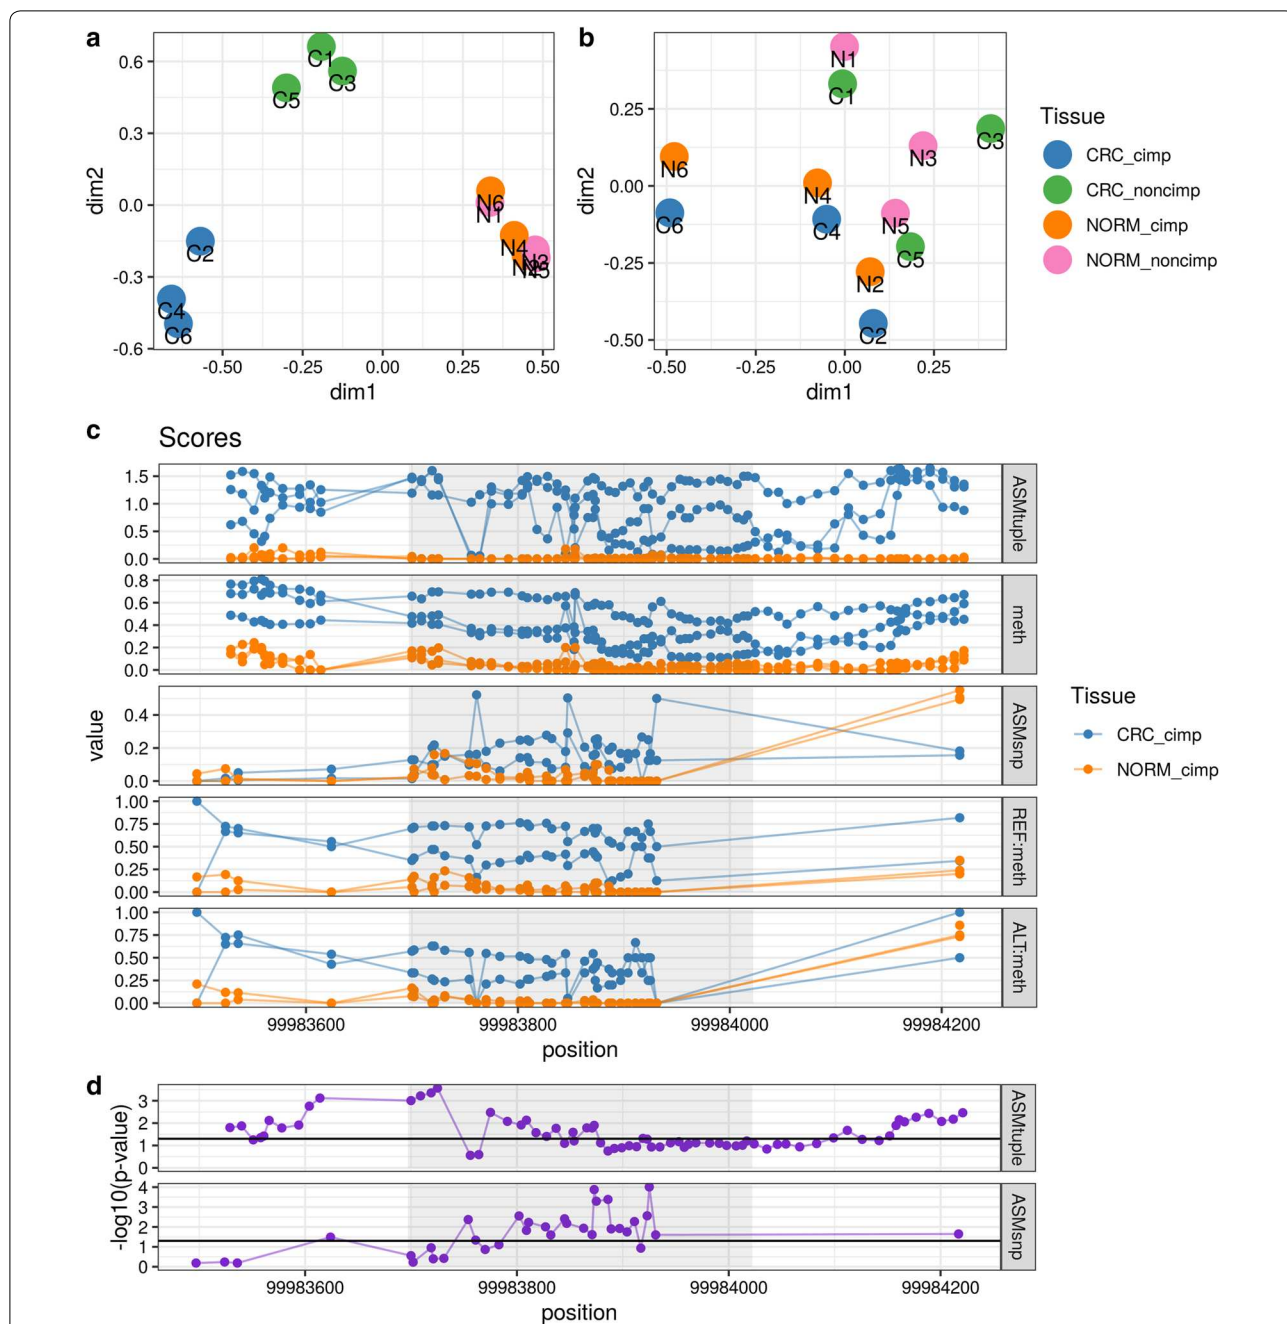 a
b
0.6
0.3
0.0
-0.3
-0.6
dim2
C1
C3
C5
N6
N1
N4
C2
C4
C6
-0.50
-0.25
0.00
0.25
0.50
dim1
0.25
0.00
-0.25
-0.50
dim2
N1
C1
C3
N3
N6
N4
C6
C4
N5
C5
N2
C2
-0.50
-0.25
0.00
0.25
dim1
Tissue
CRC_cimp
CRC_noncimp
NORM_cimp
NORM_noncimp
c
Scores
value
1.5
1.0
0.5
0.0
ASMtuple
0.8
0.6
0.4
0.2
0.0
meth
0.4
0.2
0.0
ASMsnp
1.00
0.75
0.50
0.25
0.00
REF:meth
1.00
0.75
0.50
0.25
0.00
ALT:meth
99983600
99983800
99984000
99984200
position
Tissue
CRC_cimp
NORM_cimp
d
-log10(p-value)
3
2
1
0
ASMtuple
4
3
2
1
0
ASMsnp
99983600
99983800
99984000
99984200
position